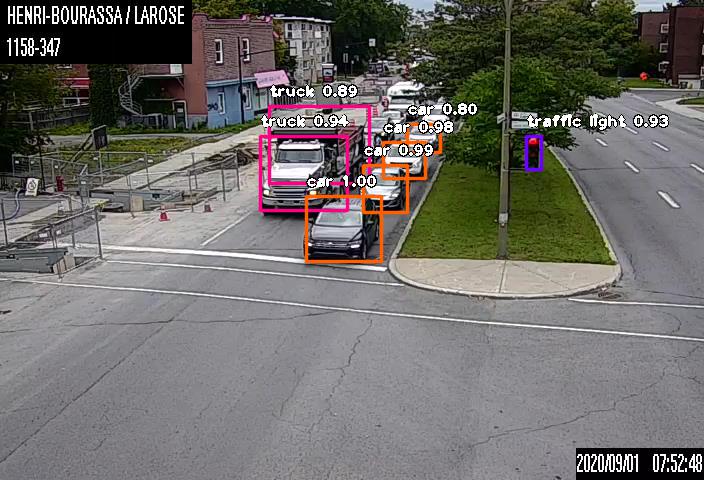 HENRI-BOURASSA / LAROSE
1158-347
truck 0.89
car 0.80
truck 0.94
car 0.98
traffic light 0.93
car 0.99
car 1.00
2020/09/01 07:52:48